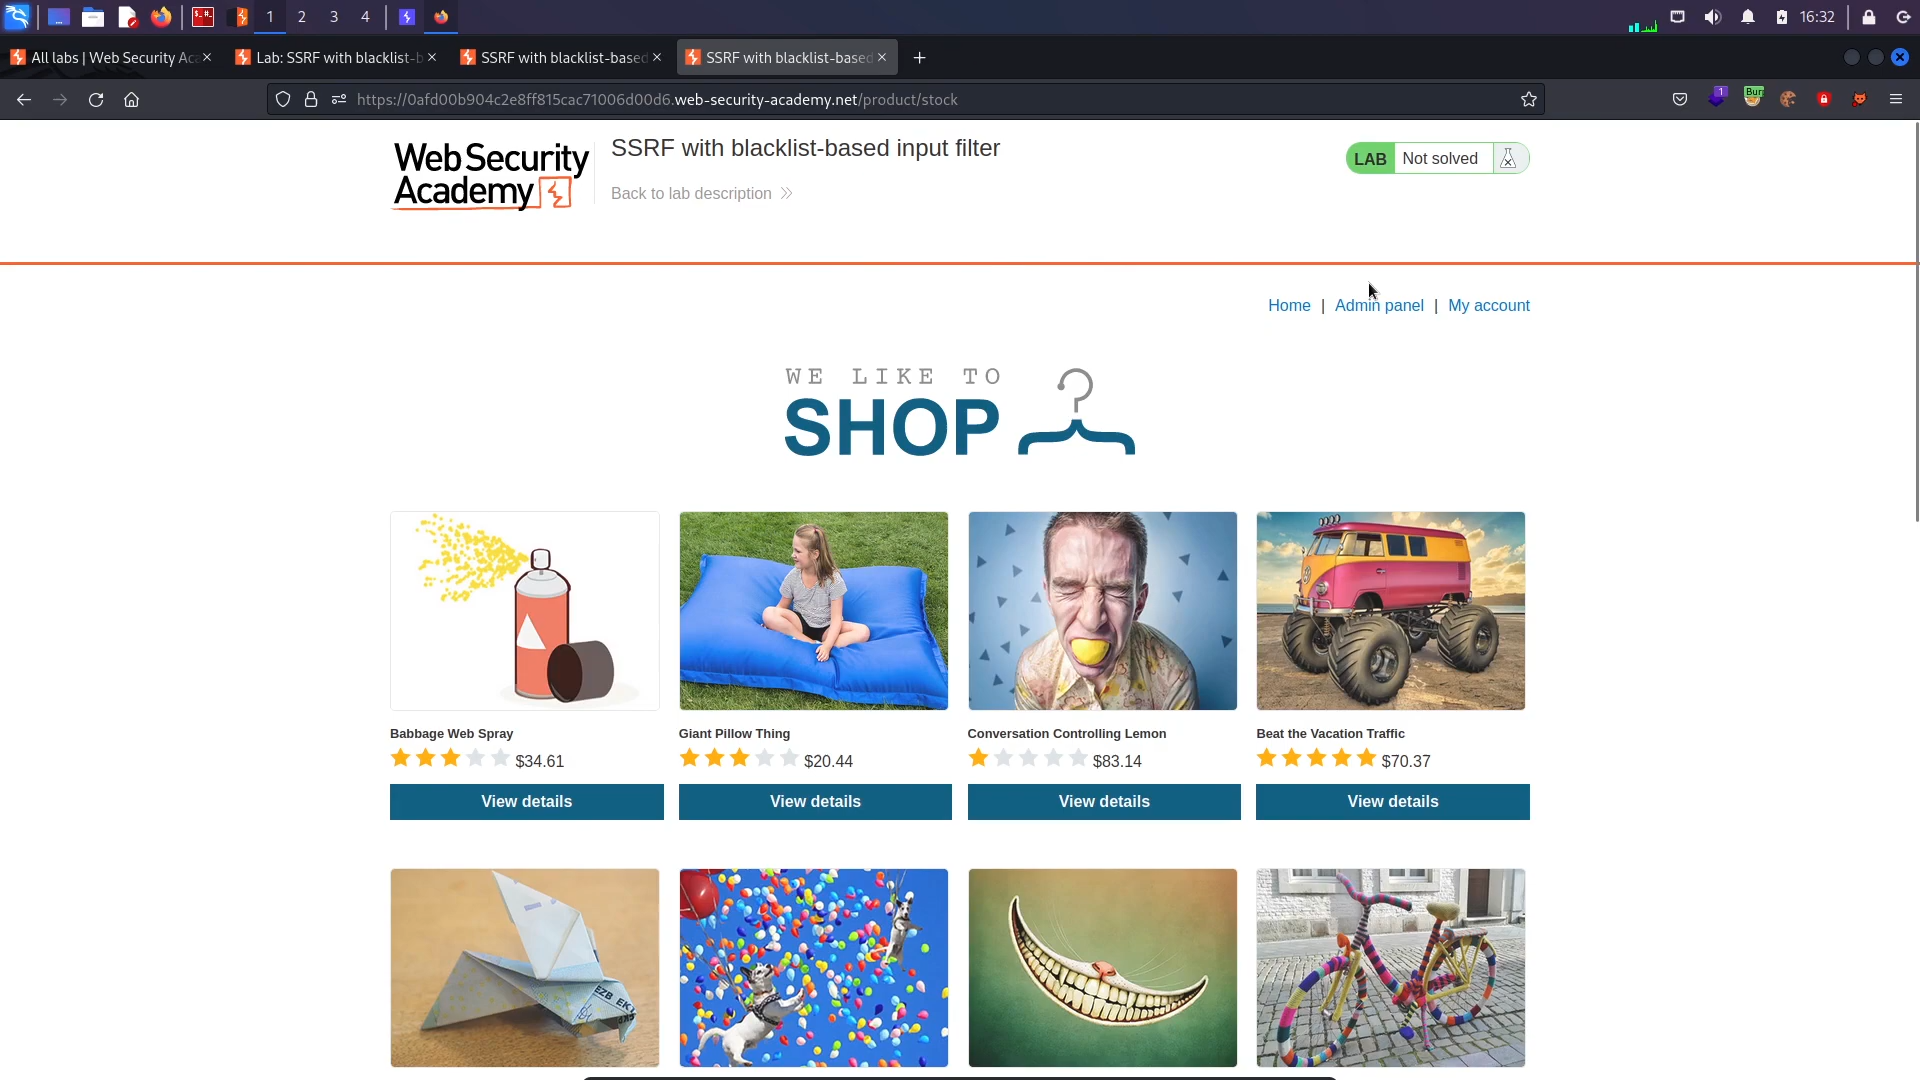 1 2 3 4 16:32
All labs | Web Security Aca
Lab: SSRF with blacklist-b
SSRF with blacklist-based
SSRF with blacklist-based
1
Burp
https://0afd00b904c2e8ff815cac71006d00d6.web-security-academy.net/product/stock
Web Security
Academy
SSRF with blacklist-based input filter
Back to lab description
LAB Not solved
Home | Admin panel | My account
WE LIKE TO
SHOP
Babbage Web Spray
$34.61
View details
Giant Pillow Thing
$20.44
View details
Conversation Controlling Lemon
$83.14
View details
Beat the Vacation Traffic
$70.37
View details